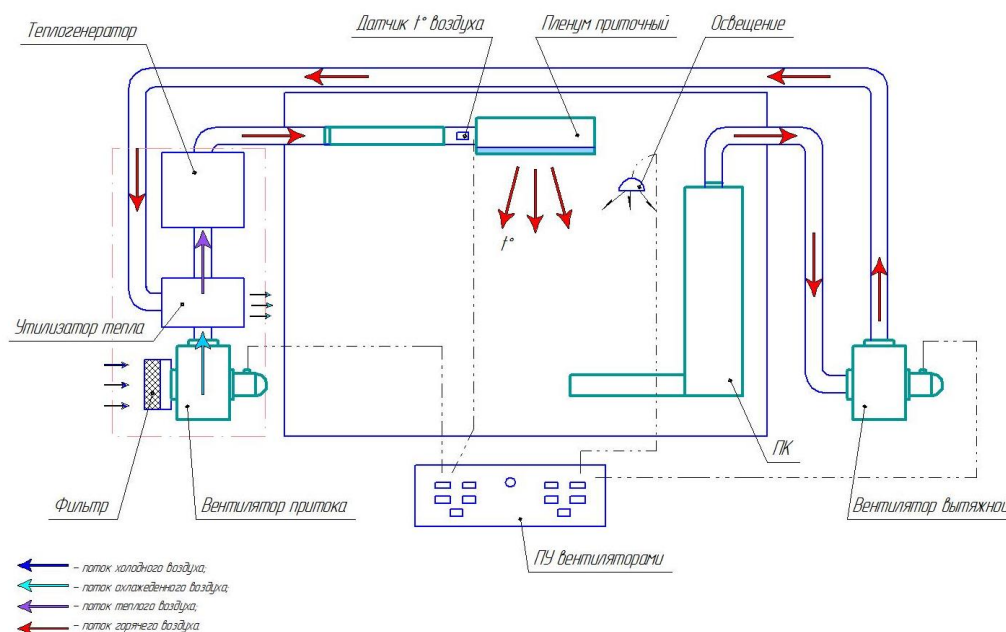 Теплогенератор
Датчик t° воздуха
Пленум приточный
Освещение
t°
Утилизатор тепла
ПК
Фильтр
Вентилятор притока
Вентилятор вытяжной
ПУ вентиляторами
– поток холодного воздуха;
– поток охлажеденного воздуха;
– поток теплого воздуха;
– поток горячего воздуха